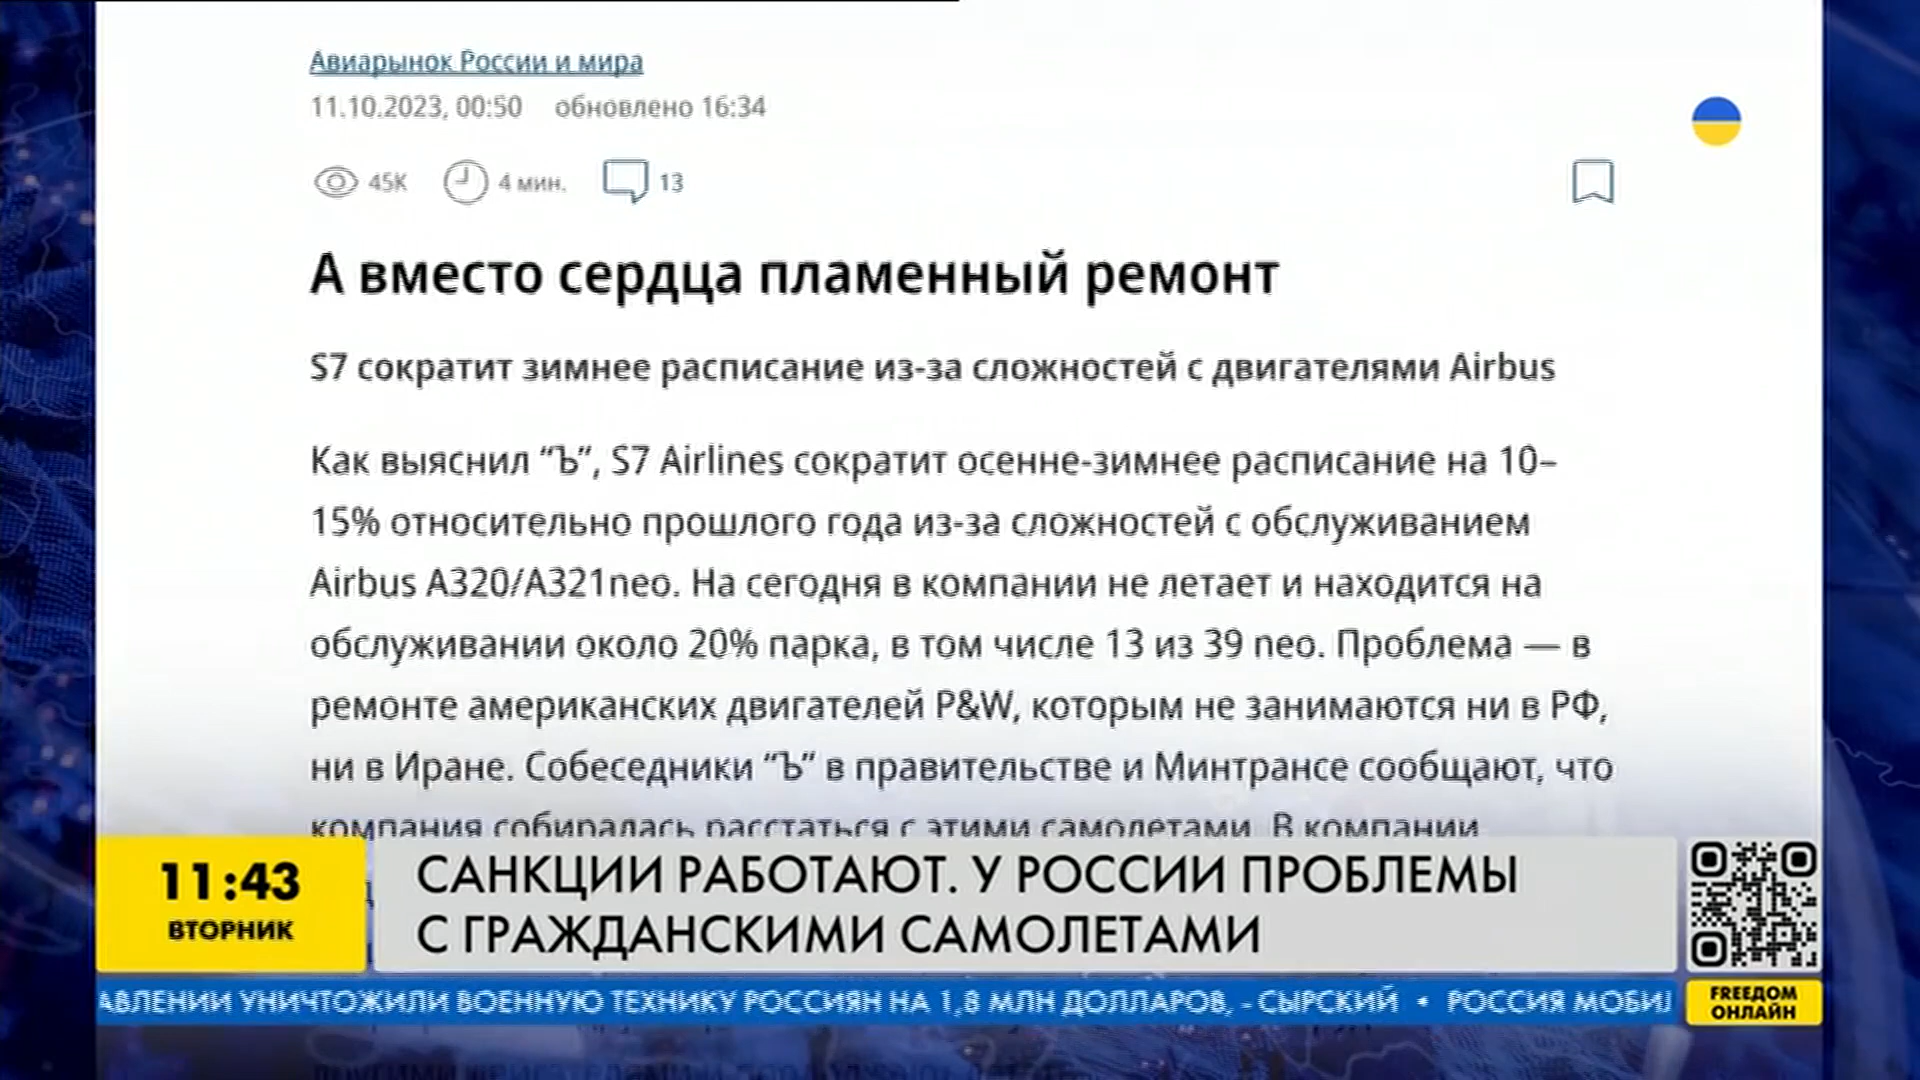 Авиарынок России и мира
11.10.2023, 00:50 обновлено 16:34
45K 4 мин. 13
А вместо сердца пламенный ремонт
S7 сократит зимнее расписание из-за сложностей с двигателями Airbus
Как выяснил “Ъ”, S7 Airlines сократит осенне-зимнее расписание на 10–
15% относительно прошлого года из-за сложностей с обслуживанием
Airbus A320/A321neo. На сегодня в компании не летает и находится на
обслуживании около 20% парка, в том числе 13 из 39 neo. Проблема — в
ремонте американских двигателей P&W, которым не занимаются ни в РФ,
ни в Иране. Собеседники “Ъ” в правительстве и Минтрансе сообщают, что
компания собиралась расстаться с этими самолетами. В компании
11:43
ВТОРНИК
САНКЦИИ РАБОТАЮТ. У РОССИИ ПРОБЛЕМЫ
С ГРАЖДАНСКИМИ САМОЛЕТАМИ
АВЛЕНИИ УНИЧТОЖИЛИ ВОЕННУЮ ТЕХНИКУ РОССИЯН НА 1,8 МЛН ДОЛЛАРОВ, - СЫРСКИЙ • РОССИЯ МОБИЛ
FREEДОМ
ОНЛАЙН